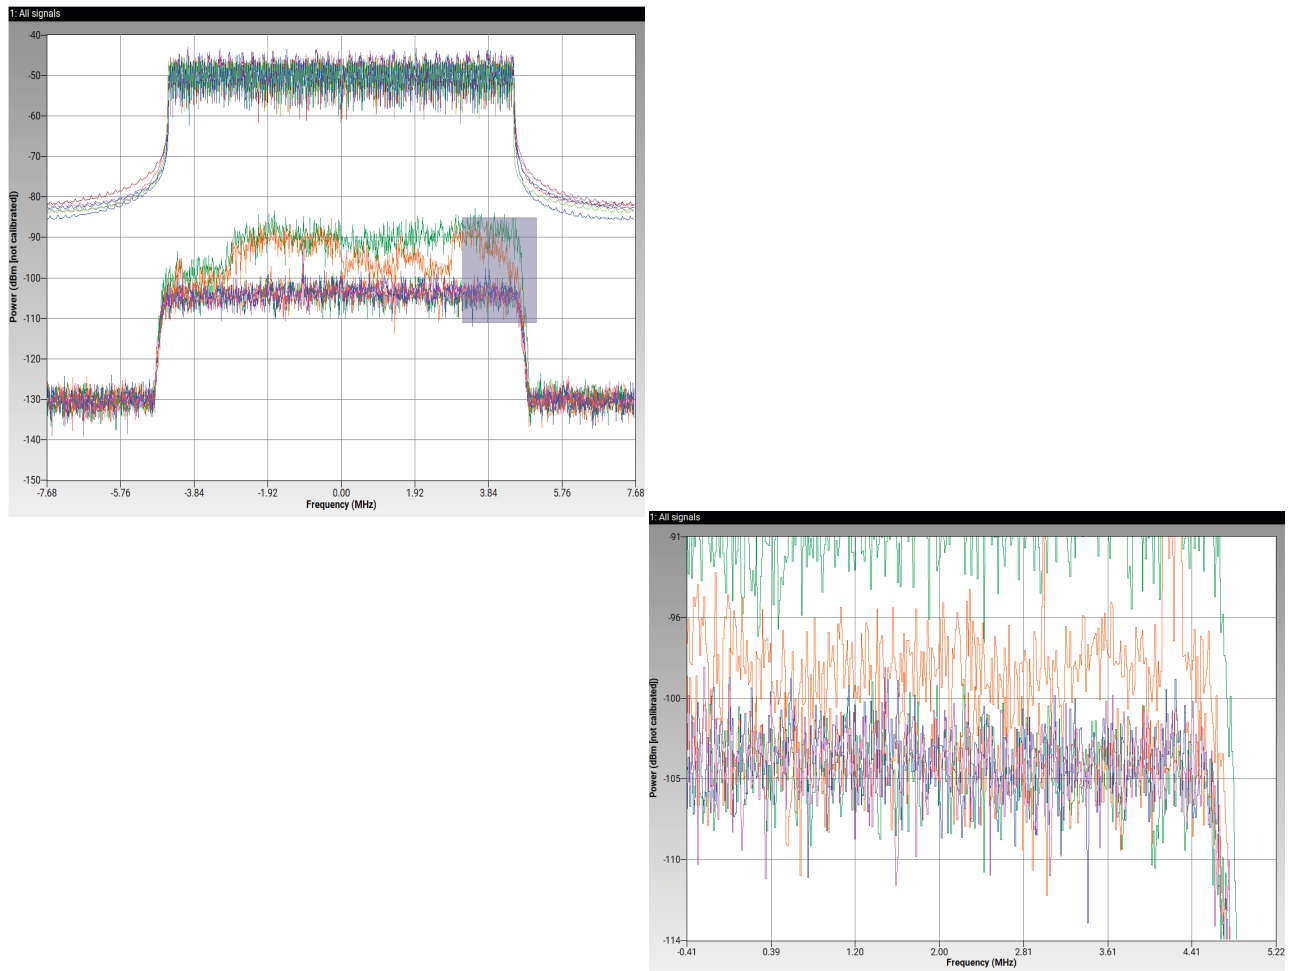 1: All signals
-40
-50
-60
-70
-80
-90
-100
-110
-120
-130
-140
-150
Power (dBm [not calibrated])
-7.68 -5.76 -3.84 -1.92 0.00 1.92 3.84 5.76 7.68
Frequency (MHz)
1: All signals
-91
-96
-100
-105
-110
-114
Power (dBm [not calibrated])
-0.41 0.39 1.20 2.00 2.81 3.61 4.41 5.22
Frequency (MHz)